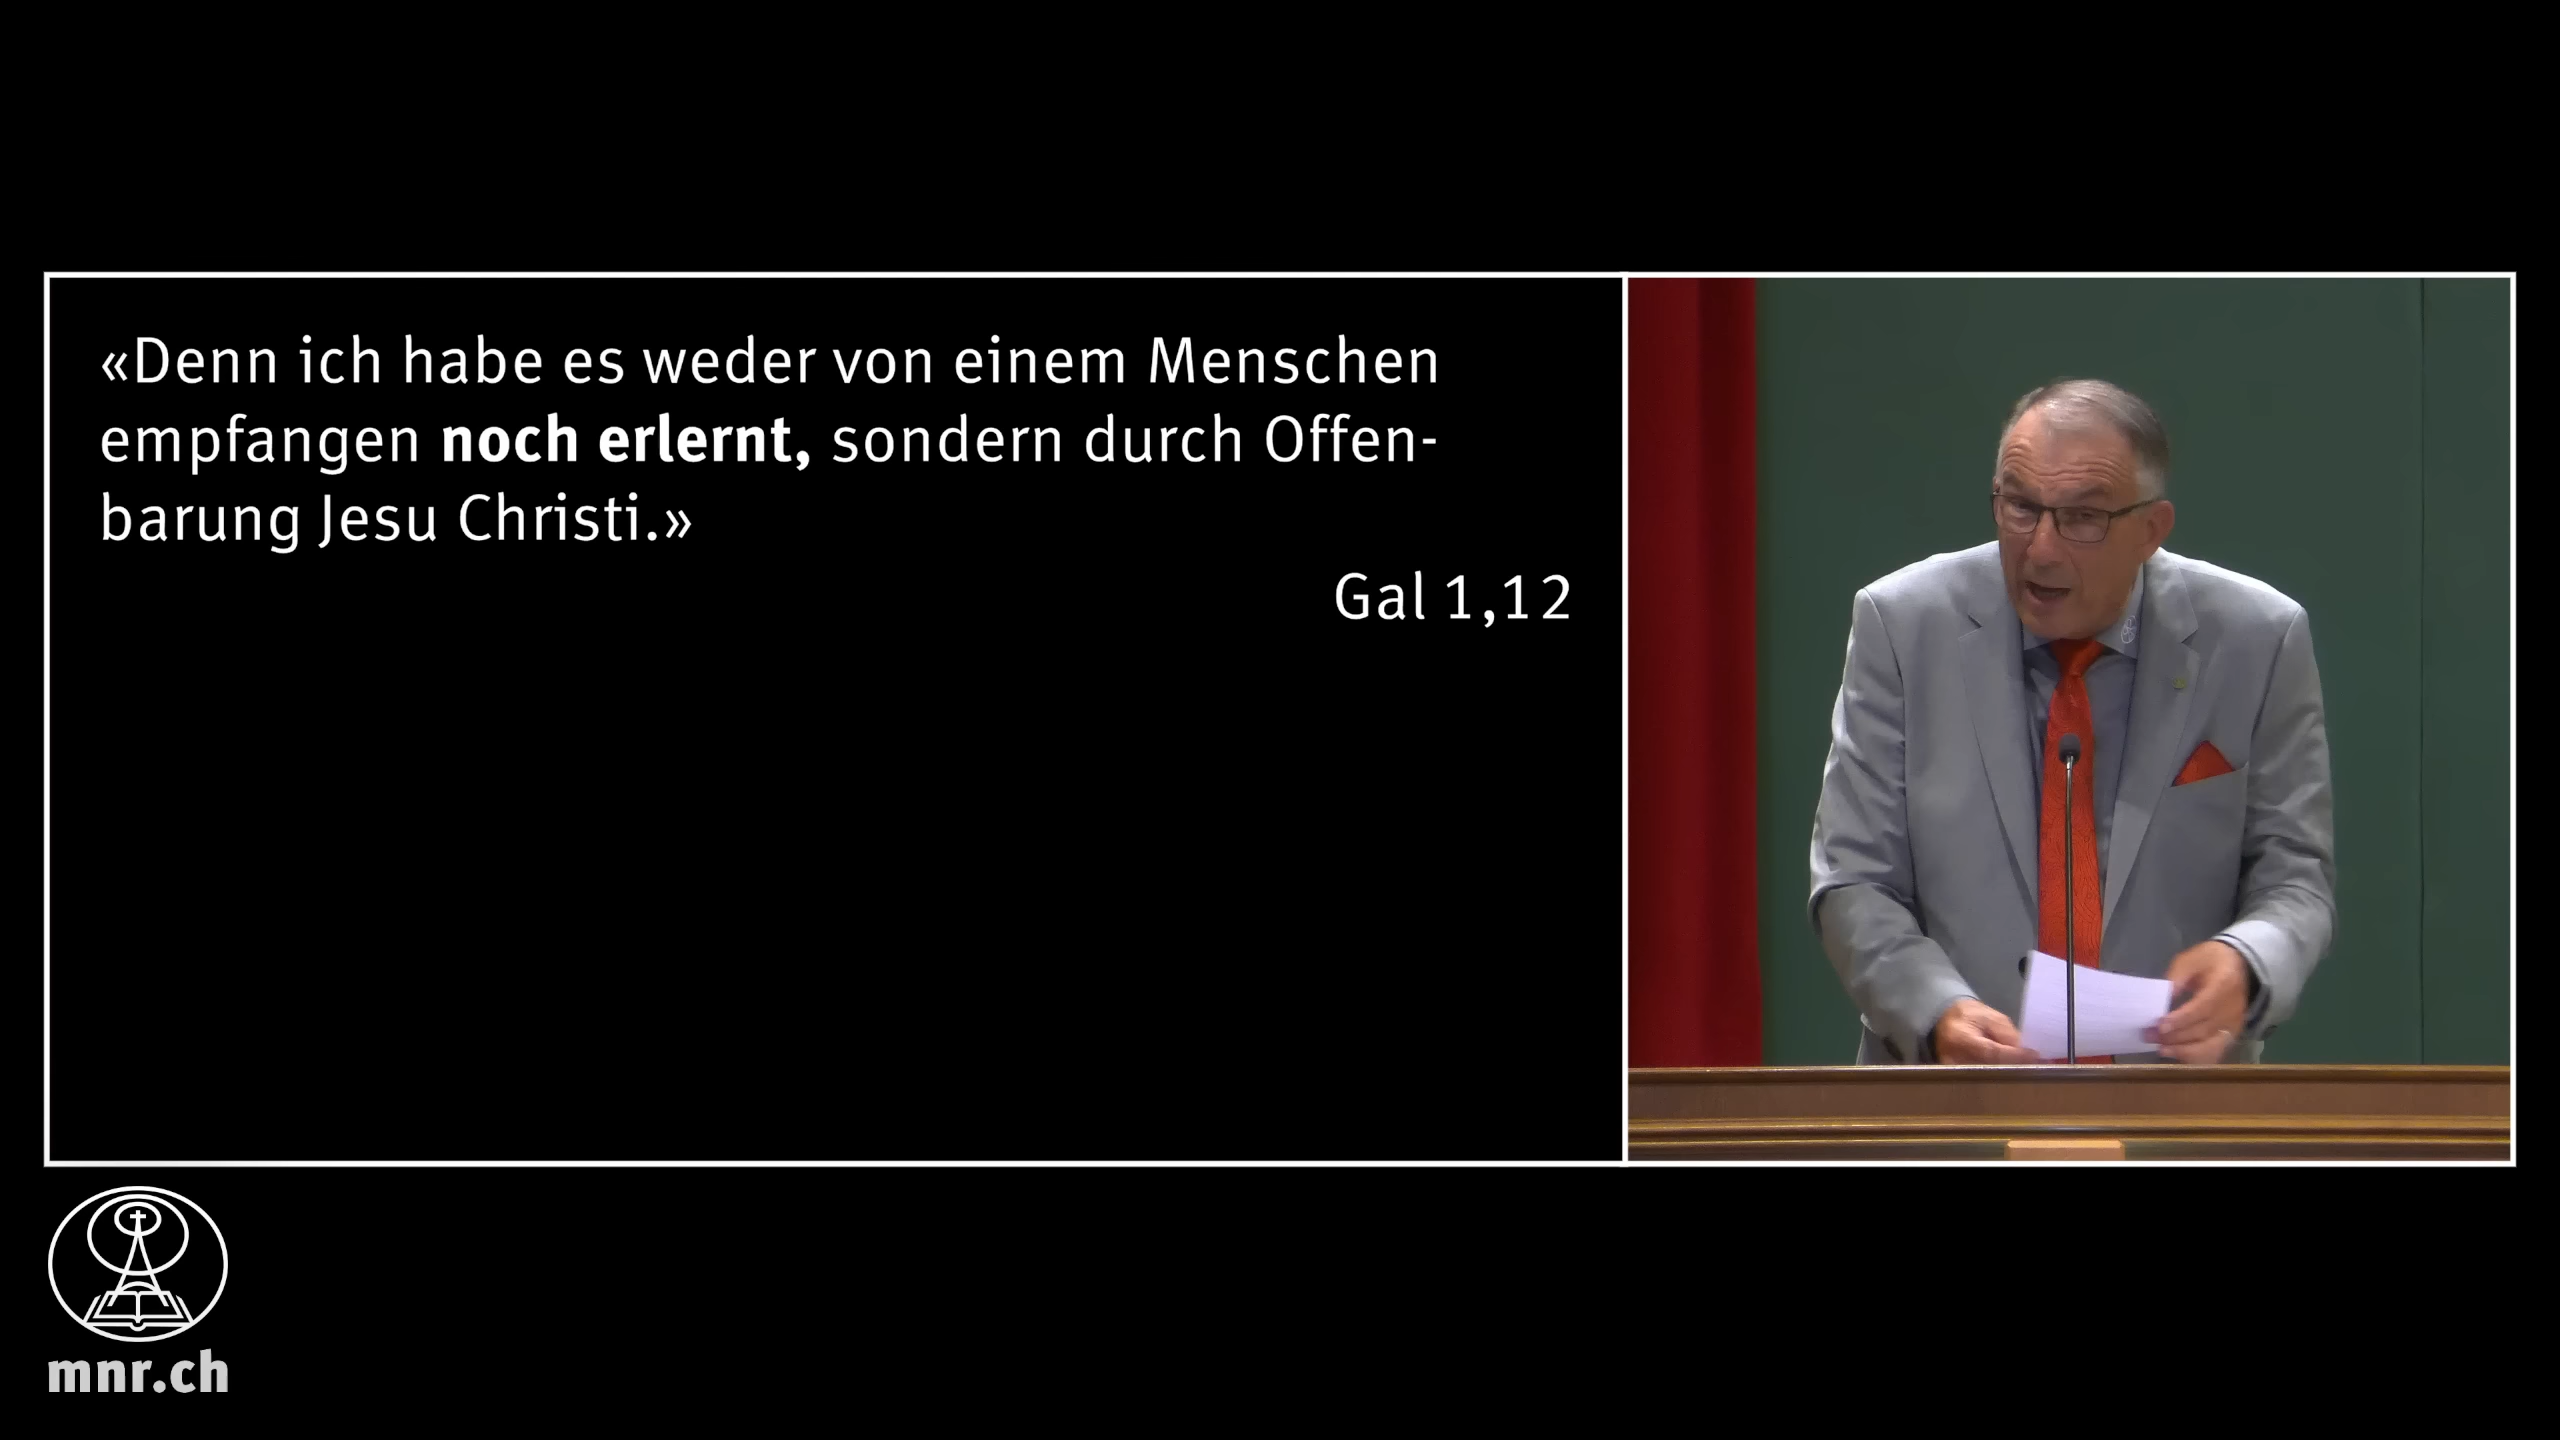 «Denn ich habe es weder von einem Menschen
empfangen noch erlernt, sondern durch Offen-
barung Jesu Christi.»
Gal 1,12
mnr.ch